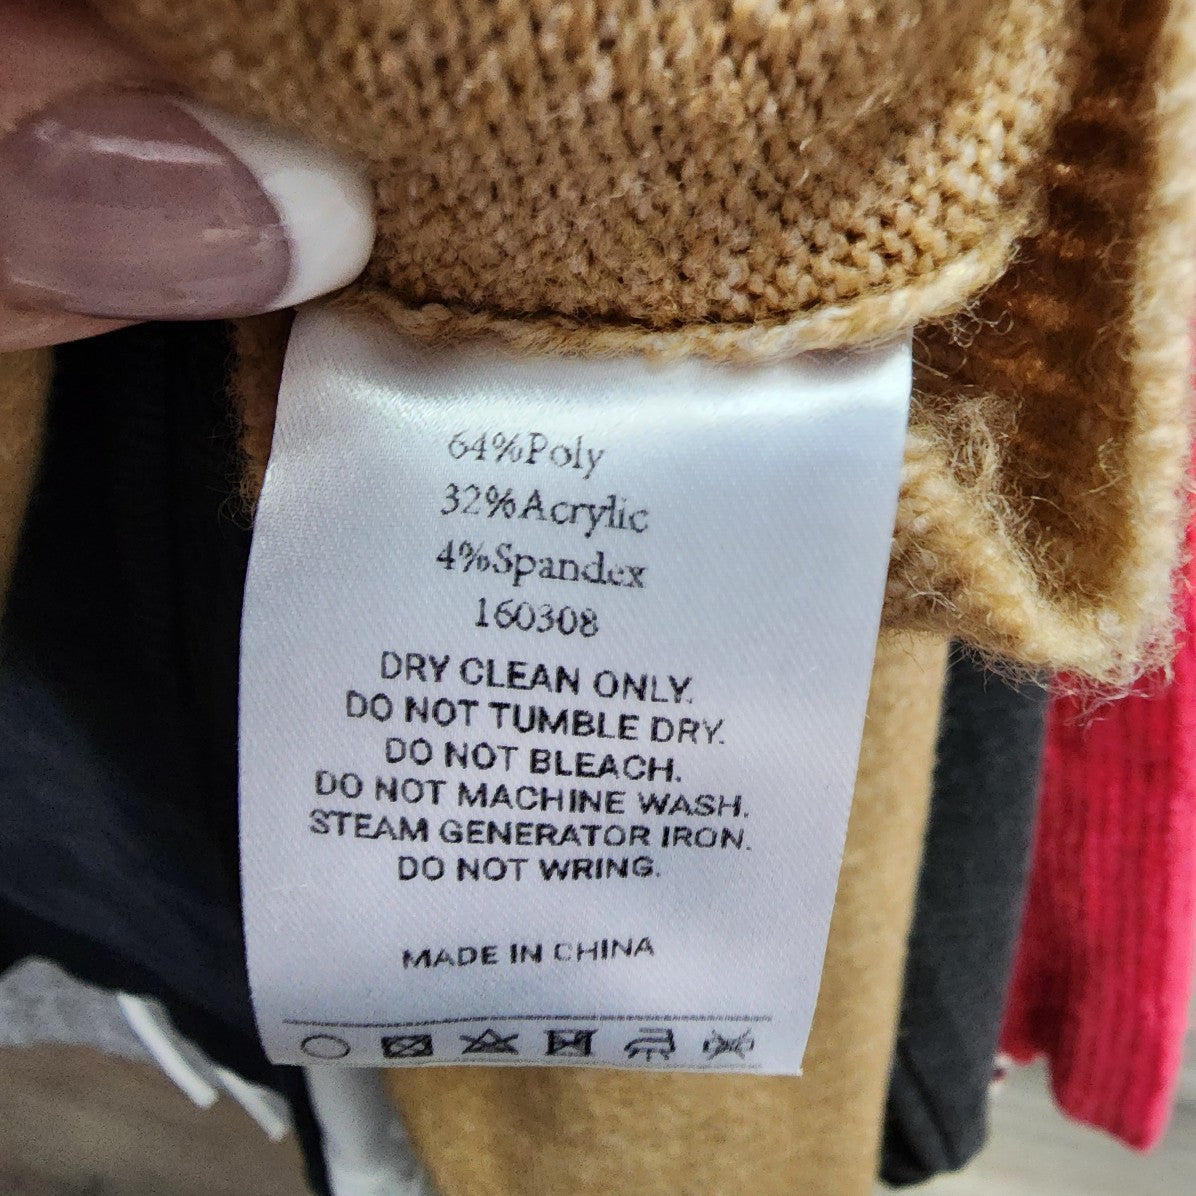 64%Poly
32%Acrylic
4%Spandex
160308
DRY CLEAN ONLY.
DO NOT TUMBLE DRY.
DO NOT BLEACH.
DO NOT MACHINE WASH.
STEAM GENERATOR IRON.
DO NOT WRING.
MADE IN CHINA